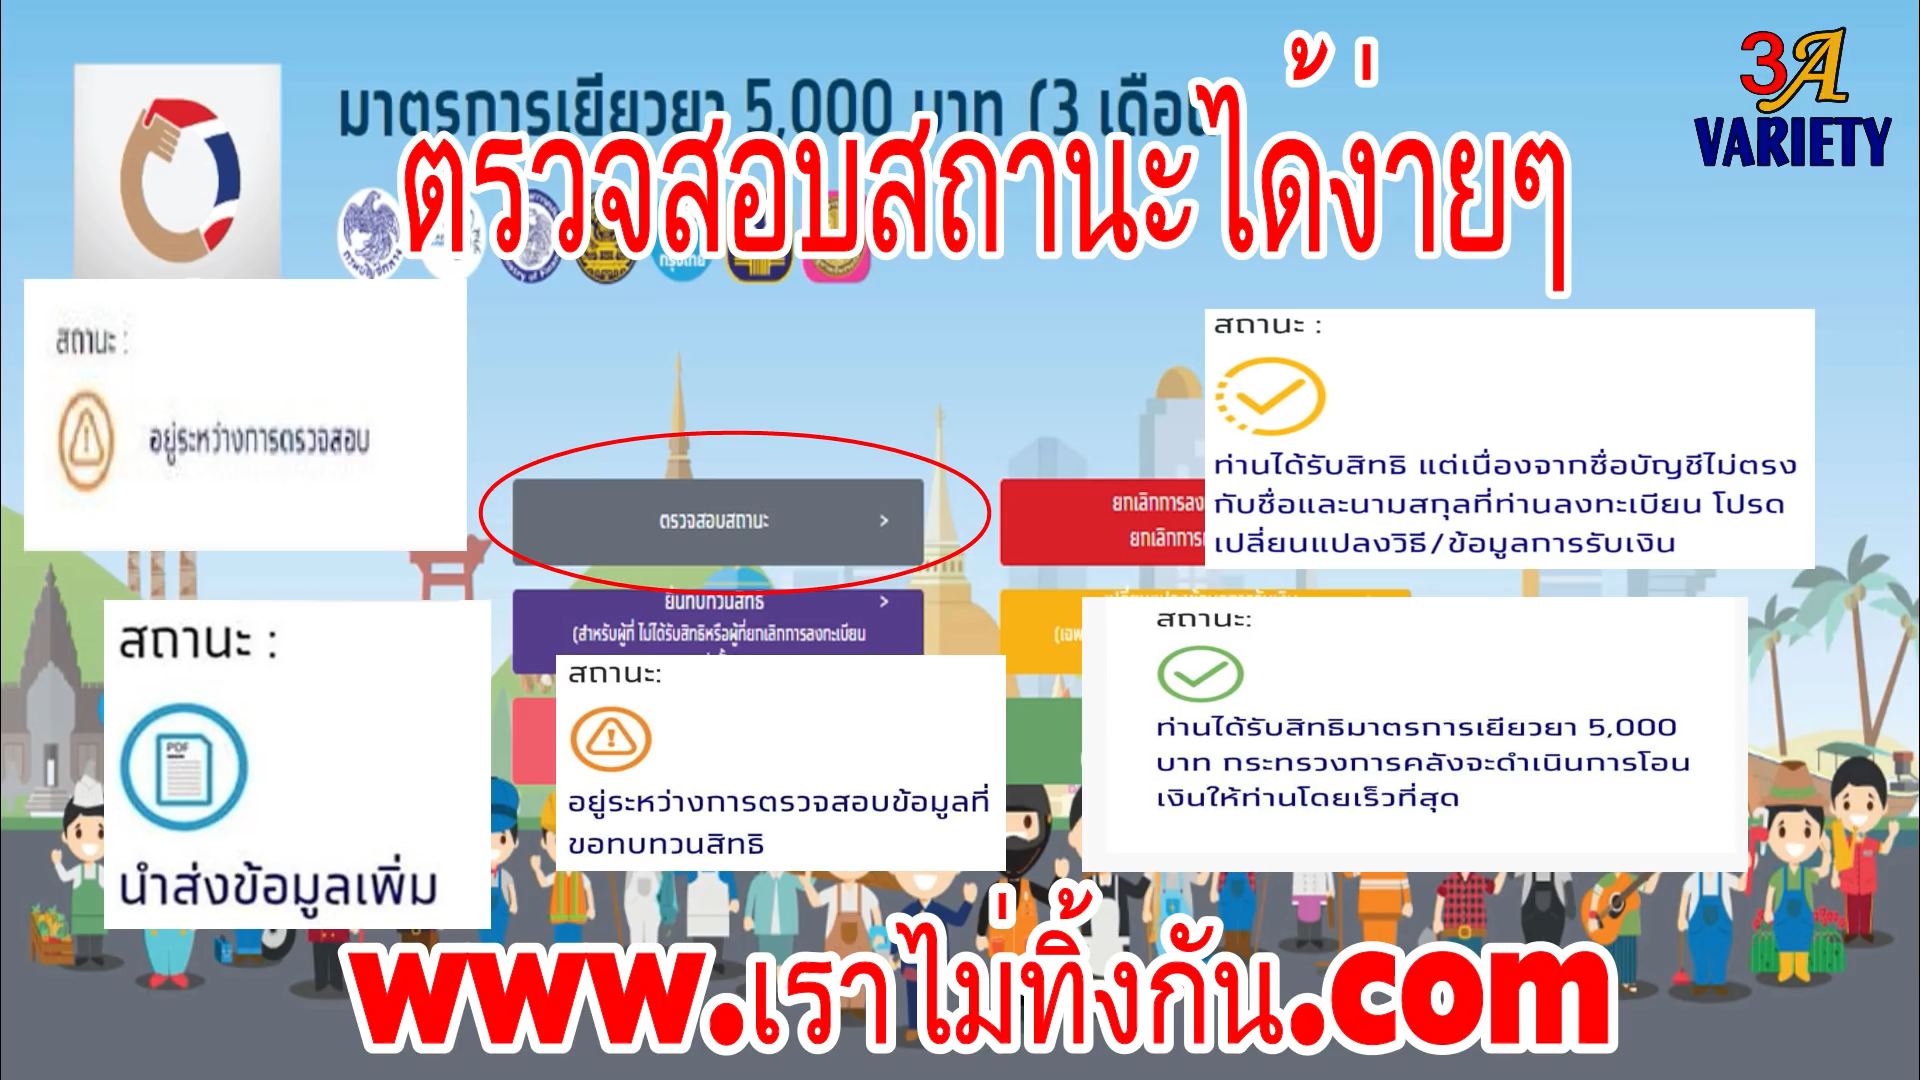 3A
VARIETY
มาตรการเยียวยา 5,000 บาท (3 เดือน
ตรวจสอบสถานะได้ง่ายๆ
กรุงไทย
สถานะ :
อยู่ระหว่างการตรวจสอบ
สถานะ :
ท่านได้รับสิทธิ แต่เนื่องจากชื่อบัญชีไม่ตรง
กับชื่อและนามสกุลที่ท่านลงทะเบียน โปรด
เปลี่ยนแปลงวิธี/ข้อมูลการรับเงิน
ตรวจสอบสถานะ >
ยกเลิกการลง
ยกเลิกการ
ยื่นทบทวนสิทธิ >
(สำหรับผู้ที่ ไม่ได้รับสิทธิหรือผู้ที่ยกเลิกการลงทะเบียน
สถานะ :
PDF
นำส่งข้อมูลเพิ่ม
สถานะ:
อยู่ระหว่างการตรวจสอบข้อมูลที่
ขอทบทวนสิทธิ
สถานะ:
ท่านได้รับสิทธิมาตรการเยียวยา 5,000
บาท กระทรวงการคลังจะดำเนินการโอน
เงินให้ท่านโดยเร็วที่สุด
www.เราไม่ทิ้งกัน.com